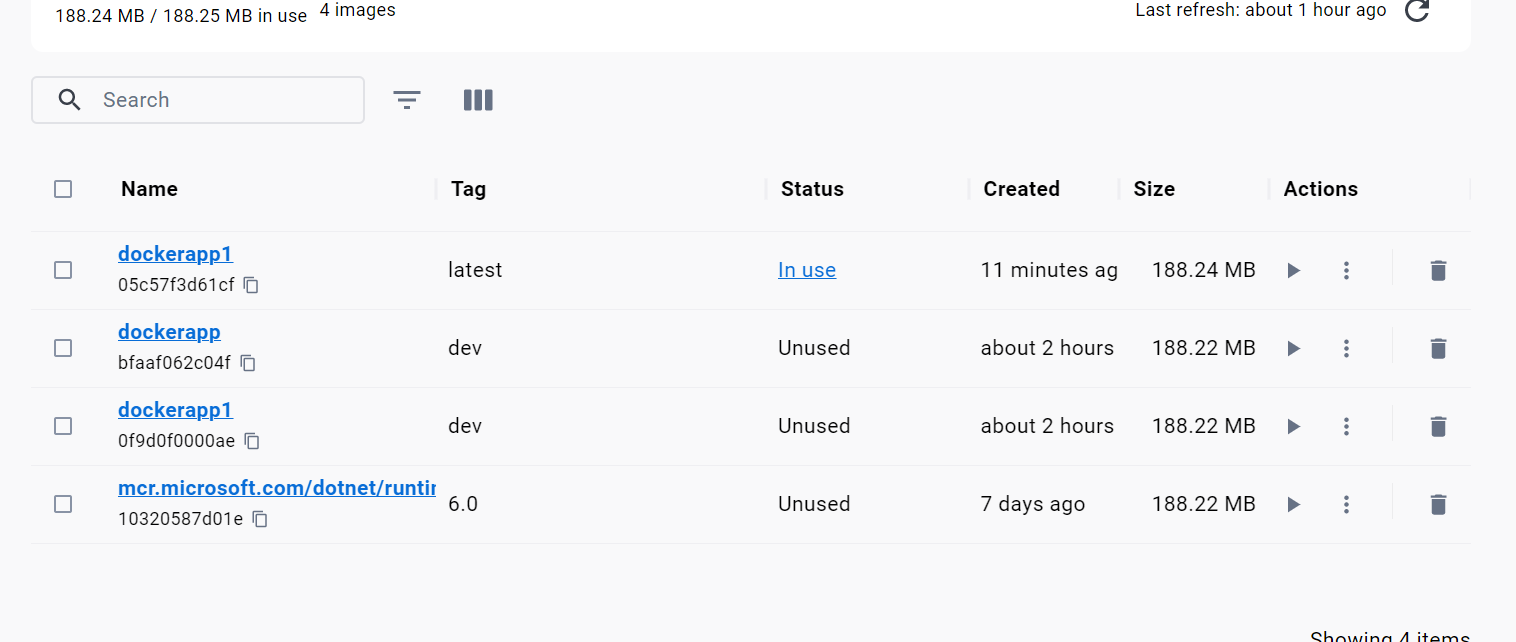 188.24 MB / 188.25 MB in use 4 images Last refresh: about 1 hour ago
Search
Name Tag Status Created Size Actions
dockerapp1
05c57f3d61cf latest In use 11 minutes ag 188.24 MB
dockerapp
bfaaf062c04f dev Unused about 2 hours 188.22 MB
dockerapp1
0f9d0f0000ae dev Unused about 2 hours 188.22 MB
mcr.microsoft.com/dotnet/runtin
10320587d01e 6.0 Unused 7 days ago 188.22 MB
Showing 4 items